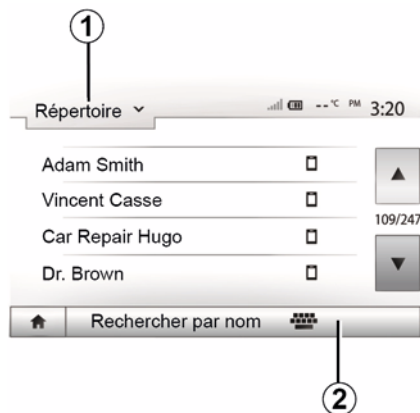 1
Répertoire
--°C PM 3:20
Adam Smith
Vincent Casse
109/247
Car Repair Hugo
Dr. Brown
Rechercher par nom
2